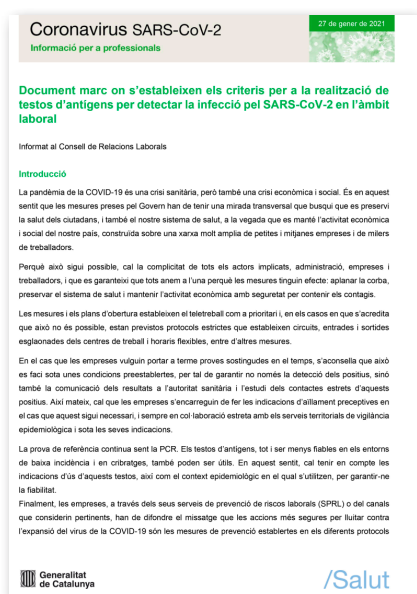 Coronavirus SARS-CoV-2
Informació per a professionals
27 de gener de 2021
Document marc on s'estableixen els criteris per a la realització de
testos d'antígens per detectar la infecció pel SARS-CoV-2 en l'àmbit
laboral
Informat al Consell de Relacions Laborals
Introducció
La pandèmia de la COVID-19 és una crisi sanitària, però també una crisi econòmica i social. És en aquest
sentit que les mesures preses pel Govern han de tenir una mirada transversal que busqui que es preservi
la salut dels ciutadans, i també el nostre sistema de salut, a la vegada que es manté l'activitat econòmica
i social del nostre país, construïda sobre una xarxa molt amplia de petites i mitjanes empreses i de milers
de treballadors.
Perquè això sigui possible, cal la complicitat de tots els actors implicats, administració, empreses i
treballadors, i que es garanteixi que tots anem a l'una perquè les mesures tinguin efecte: aplanar la corba,
preservar el sistema de salut i mantenir l'activitat econòmica amb seguretat per contenir els contagis.
Les mesures i els plans d'obertura estableixen el teletreball com a prioritari i, en els casos en que s'acredita
que això no és possible, estan previstos protocols estrictes que estableixen circuits, entrades i sortides
esglaonades dels centres de treball i horaris flexibles, entre d'altres mesures.
En el cas que les empreses vulguin portar a terme proves sostingudes en el temps, s'aconsella que això
es faci sota unes condicions preestablertes, per tal de garantir no només la detecció dels positius, sinó
també la comunicació dels resultats a l'autoritat sanitària i l'estudi dels contactes estrets d'aquests
positius. Així mateix, cal que les empreses s'encarreguin de fer les indicacions d'aïllament preceptives en
el cas que aquest sigui necessari, i sempre en col·laboració estreta amb els serveis territorials de vigilància
epidemiològica i sota les seves indicacions.
La prova de referència continua sent la PCR. Els testos d'antígens, tot i ser menys fiables en els entorns
de baixa incidència i en cribratges, també poden ser útils. En aquest sentit, cal tenir en compte les
indicacions d'ús d'aquests testos, així com el context epidemiològic en el qual s'utilitzen, per garantir-ne
la fiabilitat.
Finalment, les empreses, a través dels seus serveis de prevenció de riscos laborals (SPRL) o del canals
que considerin pertinents, han de difondre el missatge que les accions més segures per lluitar contra
l'expansió del virus de la COVID-19 són les mesures de prevenció establertes en els diferents protocols
Generalitat
de Catalunya
/Salut